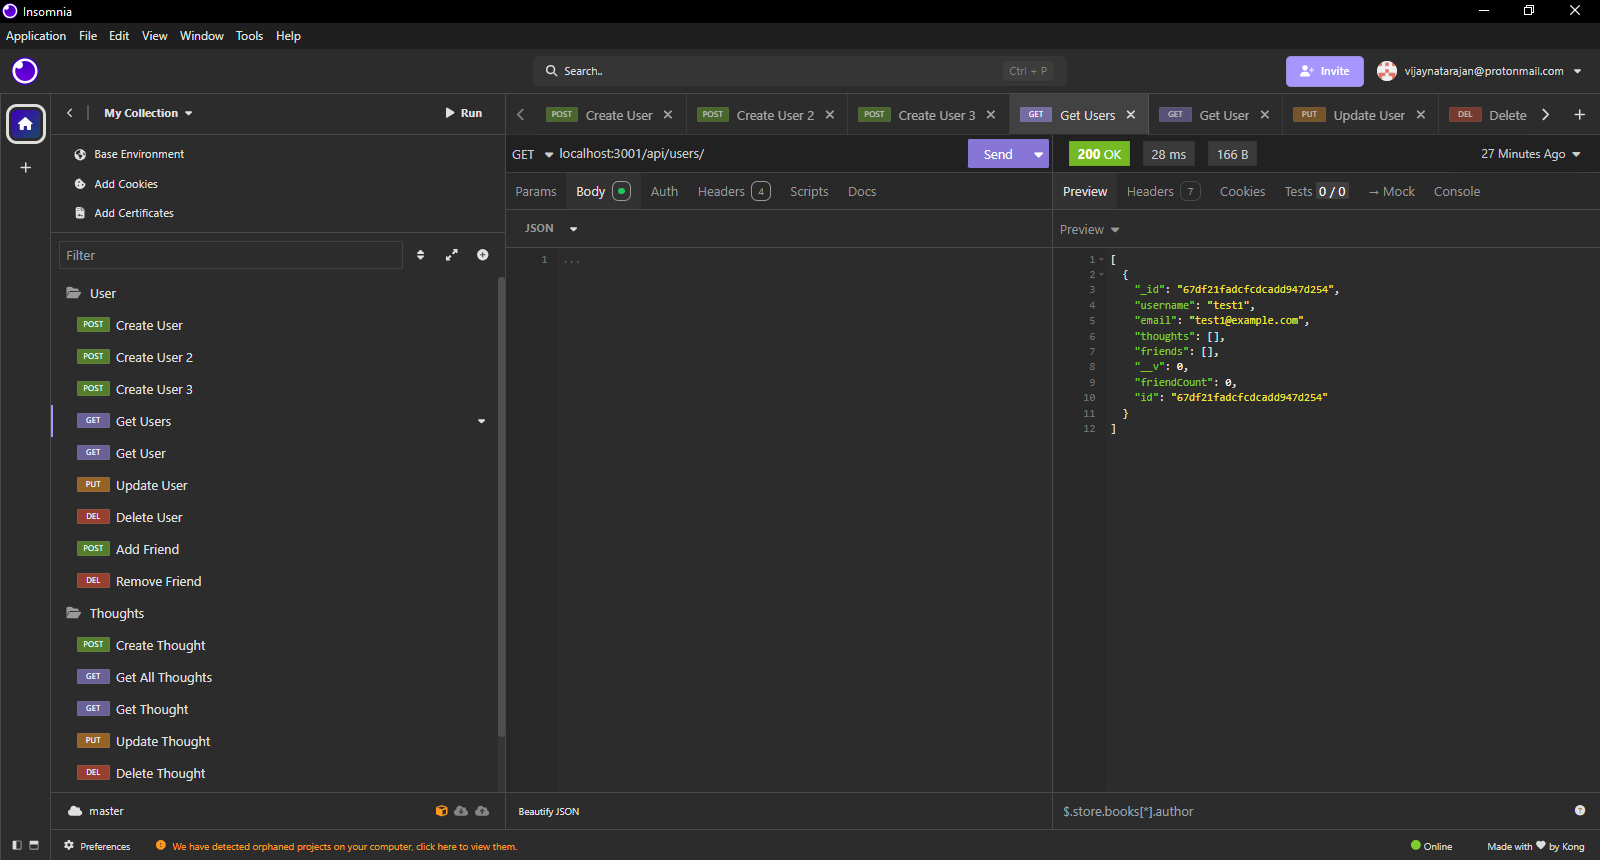 Insomnia
Application File Edit View Window Tools Help
Search..
Ctrl + P
Invite
vijaynatarajan@protonmail.com
My Collection
Run
Base Environment
Add Cookies
Add Certificates
Filter
User
POST Create User
POST Create User 2
POST Create User 3
GET Get Users
GET Get User
PUT Update User
DEL Delete User
POST Add Friend
DEL Remove Friend
Thoughts
POST Create Thought
GET Get All Thoughts
GET Get Thought
PUT Update Thought
DEL Delete Thought
master
POST Create User
POST Create User 2
POST Create User 3
GET Get Users
GET Get User
PUT Update User
DEL Delete
GET localhost:3001/api/users/
Send
Params Body Auth Headers 4 Scripts Docs
JSON
1 ...
Beautify JSON
200 OK 28 ms 166 B
27 Minutes Ago
Preview Headers 7 Cookies Tests 0 / 0 → Mock Console
Preview
1 [
2 {
3 "_id": "67df21fadcfcdcadd947d254",
4 "username": "test1",
5 "email": "test1@example.com",
6 "thoughts": [],
7 "friends": [],
8 "__v": 0,
9 "friendCount": 0,
10 "id": "67df21fadcfcdcadd947d254"
11 }
12 ]
$.store.books[*].author
Preferences
We have detected orphaned projects on your computer, click here to view them.
Online
Made with ♥ by Kong